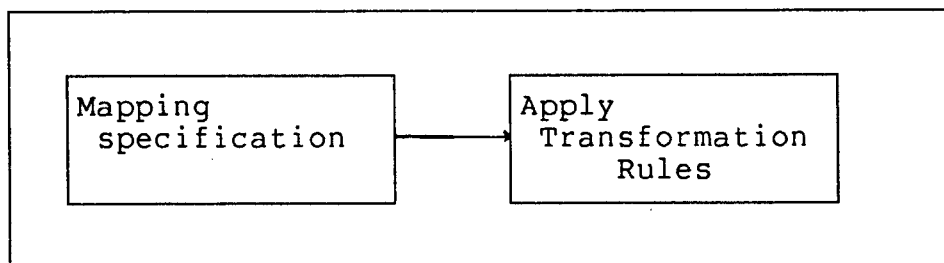 Mapping
specification
Apply
Transformation
Rules